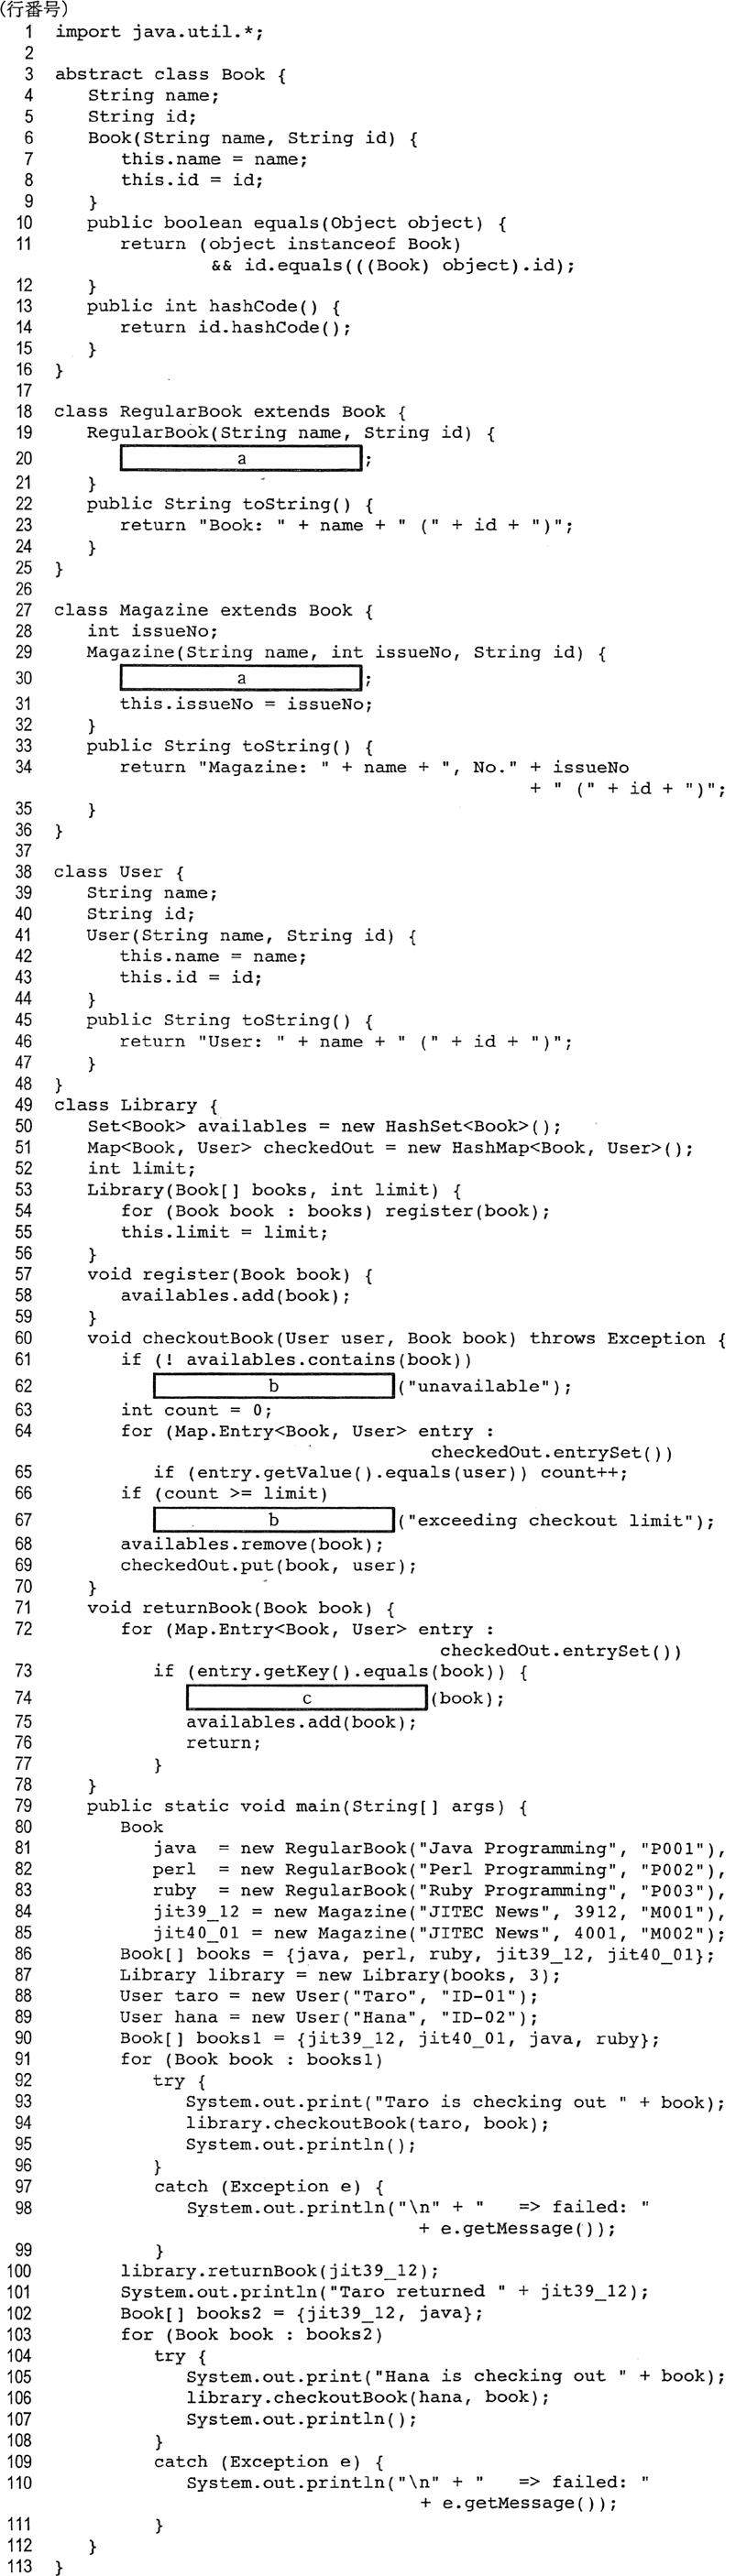 (行番号)
1 import java.util.*;
2
3 abstract class Book {
4    String name;
5    String id;
6    Book(String name, String id) {
7       this.name = name;
8       this.id = id;
9    }
10    public boolean equals(Object object) {
11       return (object instanceof Book)
               && id.equals(((Book) object).id);
12    }
13    public int hashCode() {
14       return id.hashCode();
15    }
16 }
17
18 class RegularBook extends Book {
19    RegularBook(String name, String id) {
20       a;
21    }
22    public String toString() {
23       return "Book: " + name + " (" + id + ")";
24    }
25 }
26
27 class Magazine extends Book {
28    int issueNo;
29    Magazine(String name, int issueNo, String id) {
30       a;
31       this.issueNo = issueNo;
32    }
33    public String toString() {
34       return "Magazine: " + name + ", No." + issueNo
                                            + " (" + id + ")";
35    }
36 }
37
38 class User {
39    String name;
40    String id;
41    User(String name, String id) {
42       this.name = name;
43       this.id = id;
44    }
45    public String toString() {
46       return "User: " + name + " (" + id + ")";
47    }
48 }
49 class Library {
50    Set<Book> availables = new HashSet<Book>();
51    Map<Book, User> checkedOut = new HashMap<Book, User>();
52    int limit;
53    Library(Book[] books, int limit) {
54       for (Book book : books) register(book);
55       this.limit = limit;
56    }
57    void register(Book book) {
58       availables.add(book);
59    }
60    void checkoutBook(User user, Book book) throws Exception {
61       if (! availables.contains(book))
62          b("unavailable");
63       int count = 0;
64       for (Map.Entry<Book, User> entry :
                                   checkedOut.entrySet())
65          if (entry.getValue().equals(user)) count++;
66       if (count >= limit)
67          b("exceeding checkout limit");
68       availables.remove(book);
69       checkedOut.put(book, user);
70    }
71    void returnBook(Book book) {
72       for (Map.Entry<Book, User> entry :
                                    checkedOut.entrySet())
73          if (entry.getKey().equals(book)) {
74             c(book);
75             availables.add(book);
76             return;
77          }
78    }
79    public static void main(String[] args) {
80       Book
81          java  = new RegularBook("Java Programming", "P001"),
82          perl  = new RegularBook("Perl Programming", "P002"),
83          ruby  = new RegularBook("Ruby Programming", "P003"),
84          jit39_12 = new Magazine("JITEC News", 3912, "M001"),
85          jit40_01 = new Magazine("JITEC News", 4001, "M002");
86       Book[] books = {java, perl, ruby, jit39_12, jit40_01};
87       Library library = new Library(books, 3);
88       User taro = new User("Taro", "ID-01");
89       User hana = new User("Hana", "ID-02");
90       Book[] books1 = {jit39_12, jit40_01, java, ruby};
91       for (Book book : books1)
92          try {
93             System.out.print("Taro is checking out " + book);
94             library.checkoutBook(taro, book);
95             System.out.println();
96          }
97          catch (Exception e) {
98             System.out.println("\n" + "   => failed: "
                                  + e.getMessage());
99          }
100       library.returnBook(jit39_12);
101       System.out.println("Taro returned " + jit39_12);
102       Book[] books2 = {jit39_12, java};
103       for (Book book : books2)
104          try {
105             System.out.print("Hana is checking out " + book);
106             library.checkoutBook(hana, book);
107             System.out.println();
108          }
109          catch (Exception e) {
110             System.out.println("\n" + "   => failed: "
                                  + e.getMessage());
111          }
112    }
113 }